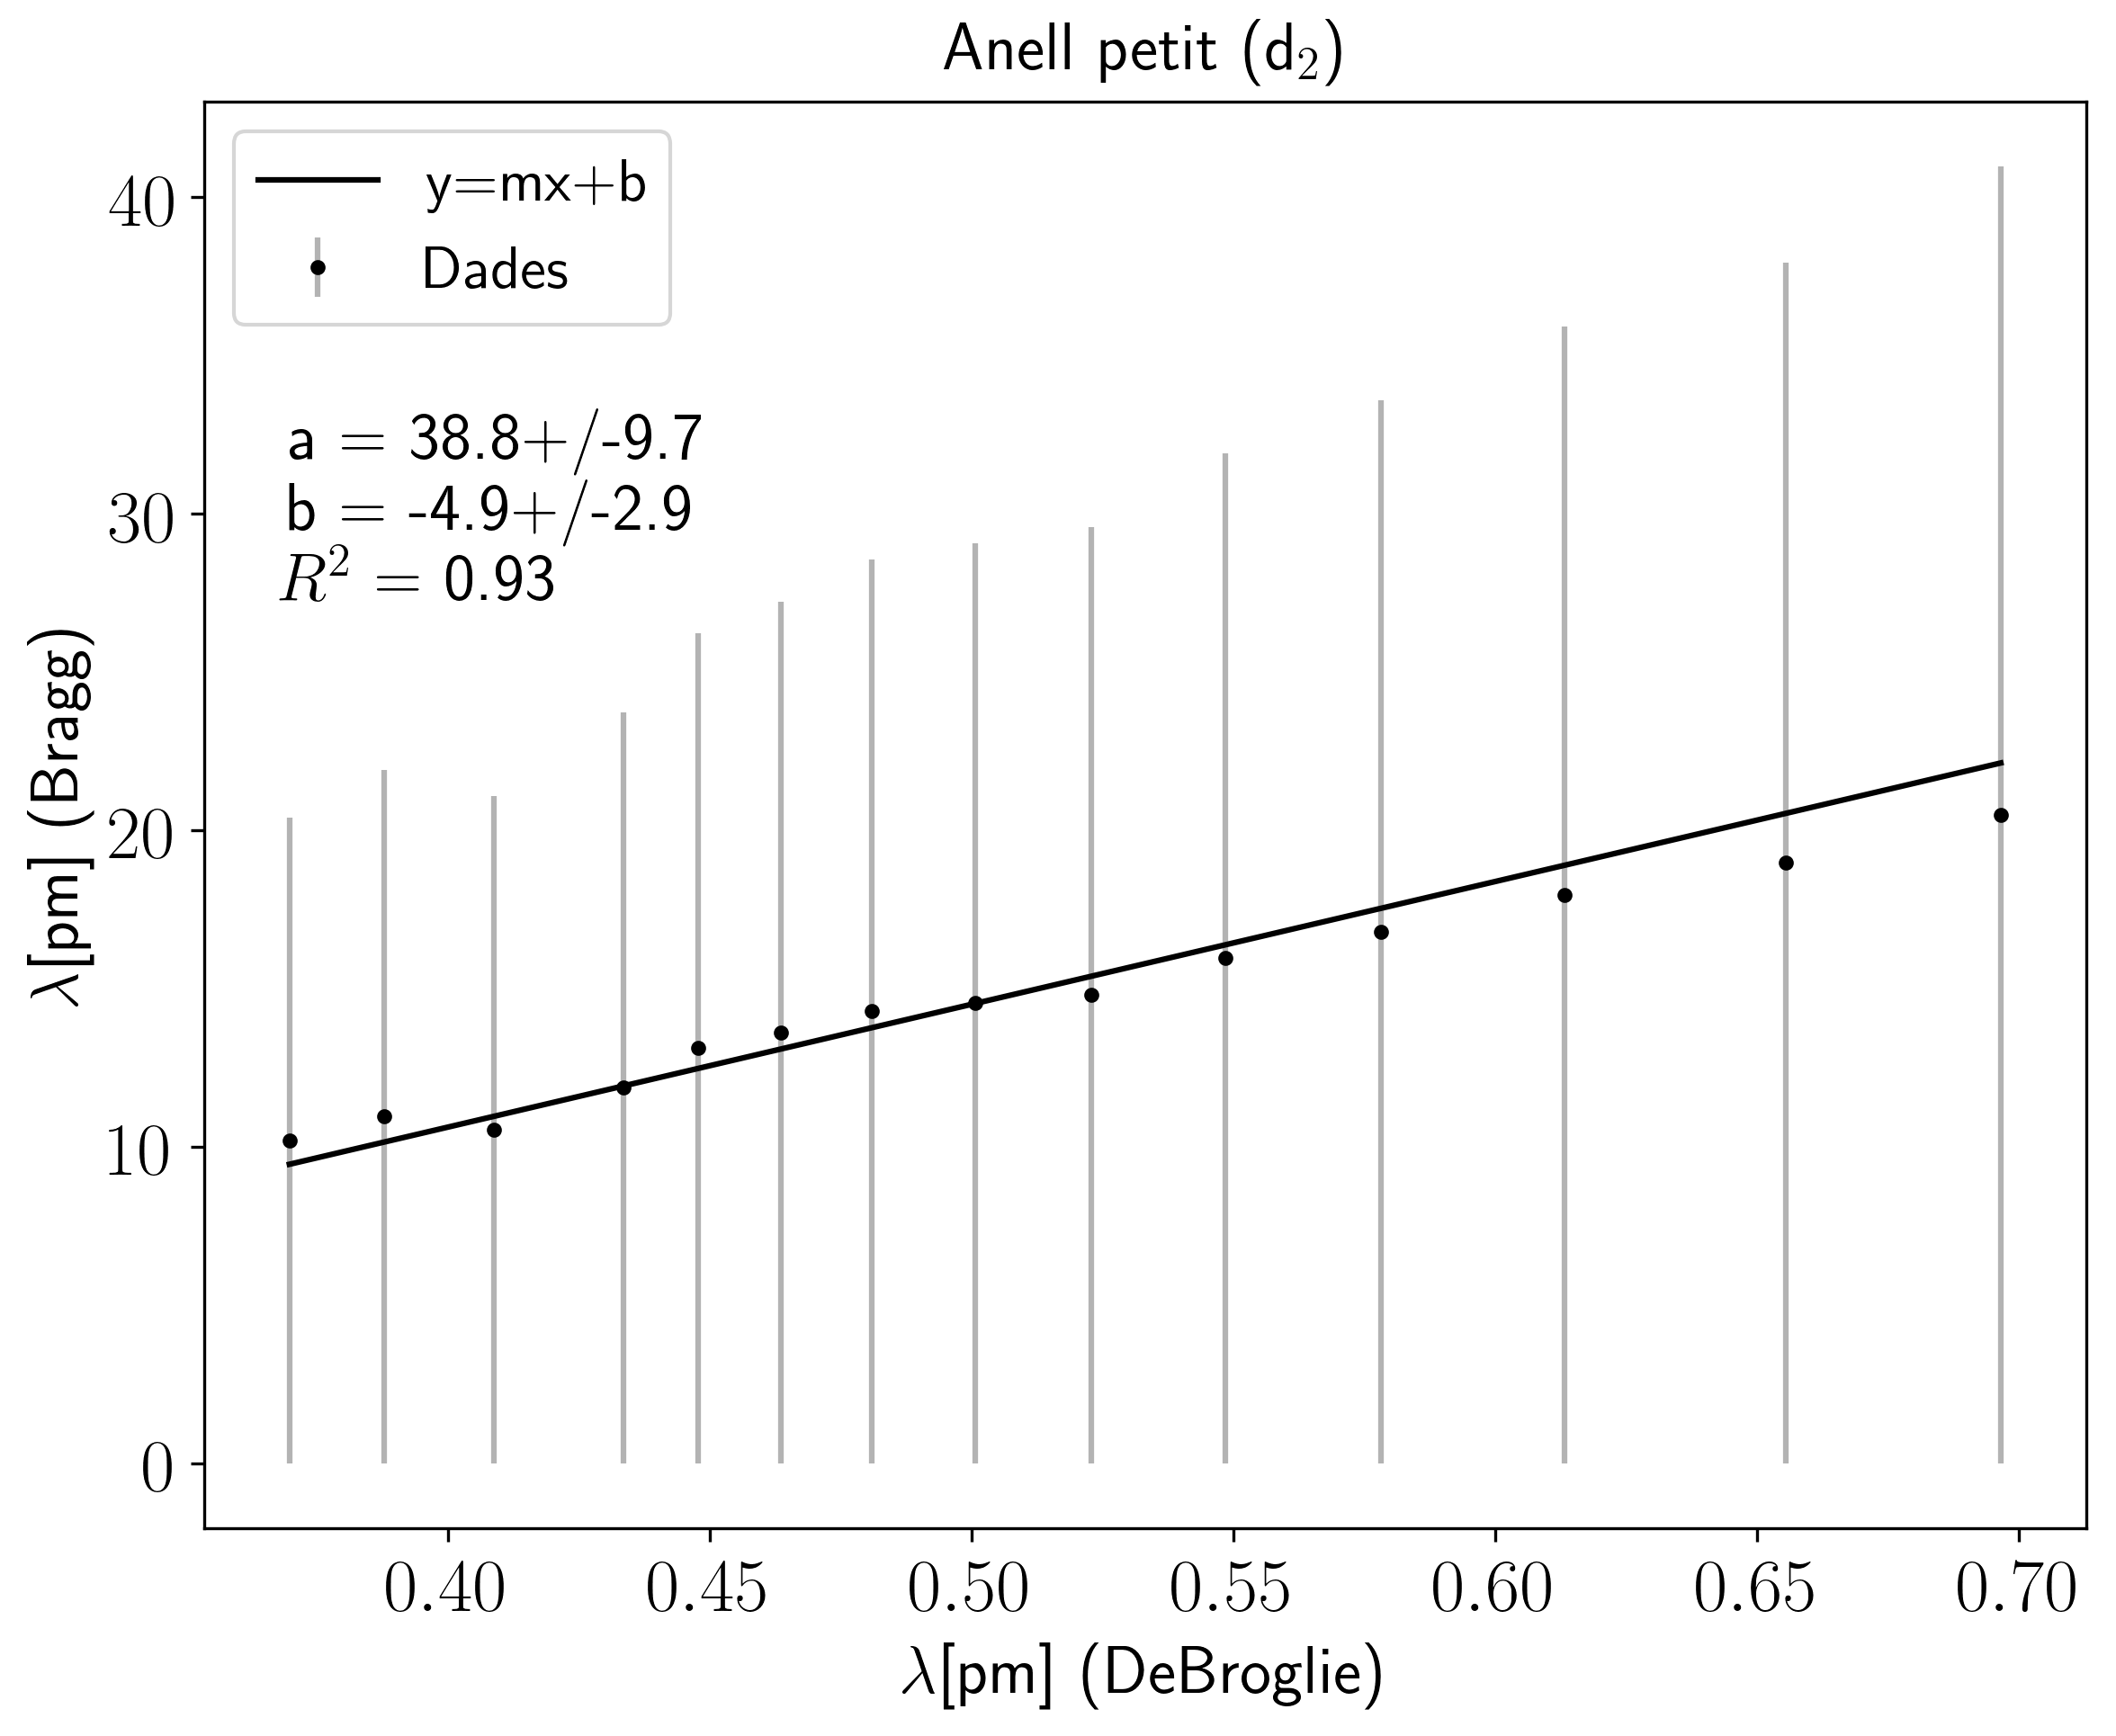 Anell petit (d₂)
y=mx+b
Dades
a = 38.8+/-9.7
b = -4.9+/-2.9
R² = 0.93
λ[pm] (Bragg)
40
30
20
10
0
0.40 0.45 0.50 0.55 0.60 0.65 0.70
λ[pm] (DeBroglie)